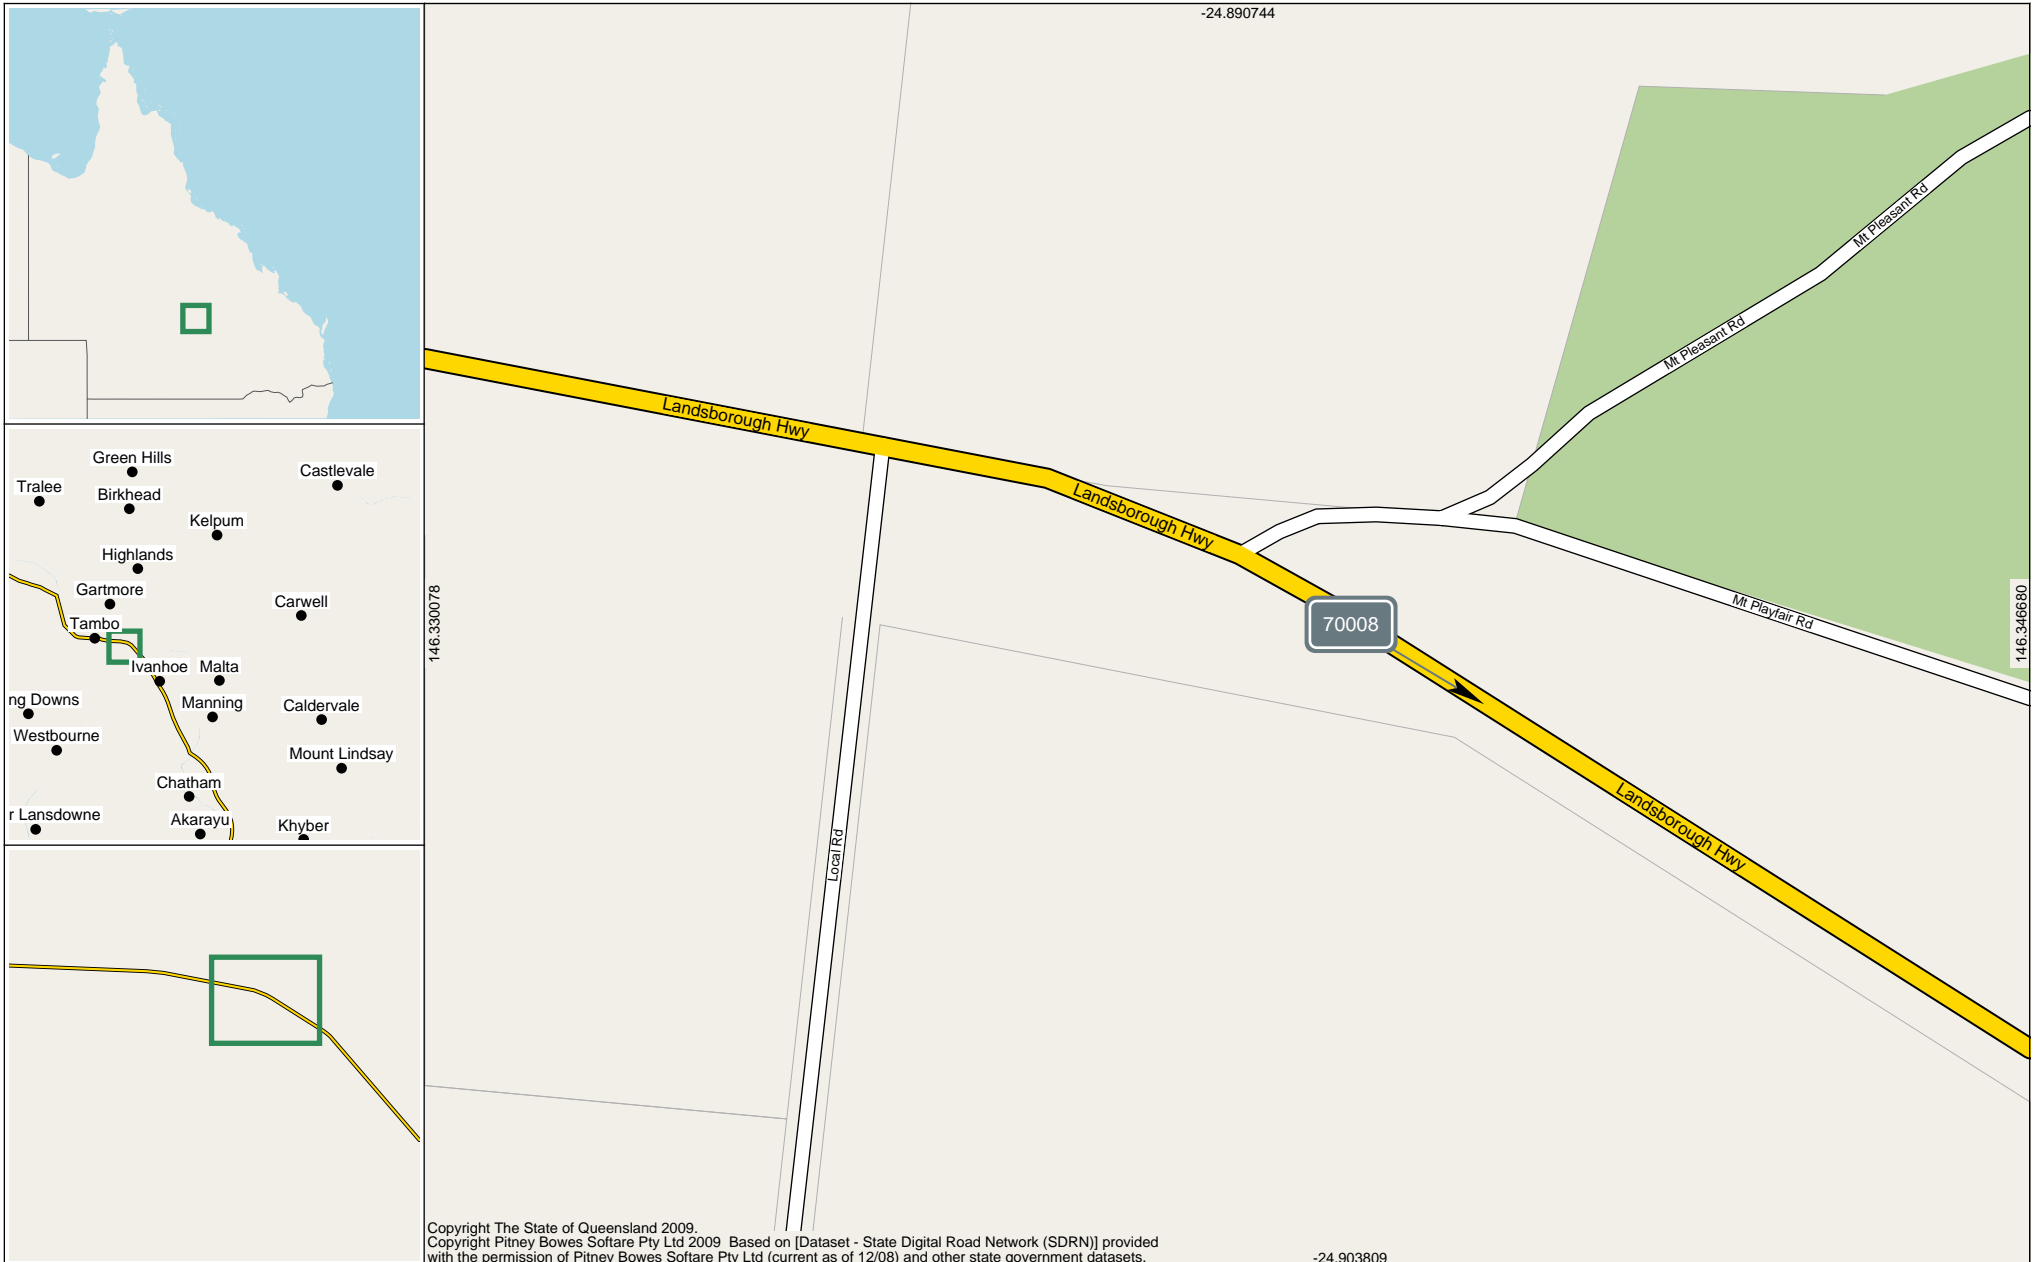 -24.890744
Mt Pleasant Rd
Mt Pleasant Rd
Landsborough Hwy
Landsborough Hwy
146.330078
146.346680
Mt Playfair Rd
70008
Landsborough Hwy
Local Rd
Green Hills
Castlevale
Tralee
Birkhead
Kelpum
Highlands
Gartmore
Carwell
Tambo
Ivanhoe
Malta
ng Downs
Manning
Caldervale
Westbourne
Mount Lindsay
Chatham
r Lansdowne
Akarayu
Khyber
Copyright The State of Queensland 2009.
Copyright Pitney Bowes Softare Pty Ltd 2009 Based on [Dataset - State Digital Road Network (SDRN)] provided
with the permission of Pitney Bowes Softare Pty Ltd (current as of 12/08) and other state government datasets.
-24.903809